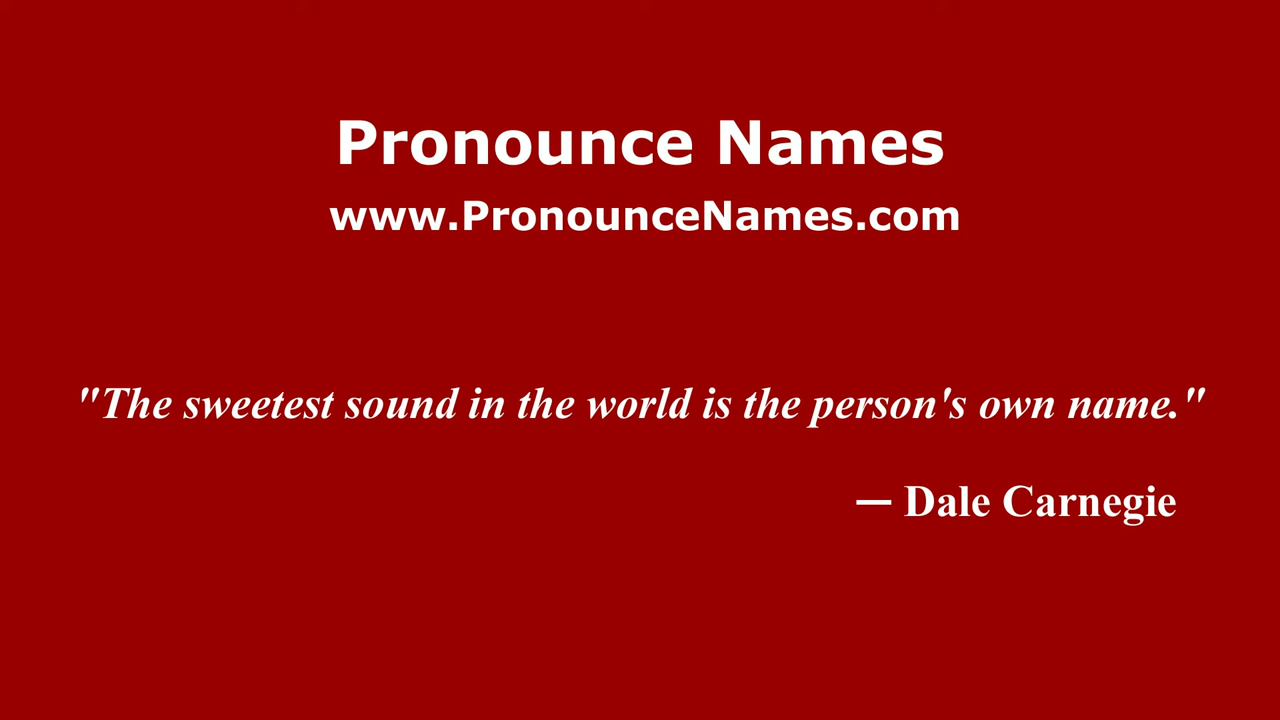 Pronounce Names
www.PronounceNames.com
"The sweetest sound in the world is the person's own name."
— Dale Carnegie